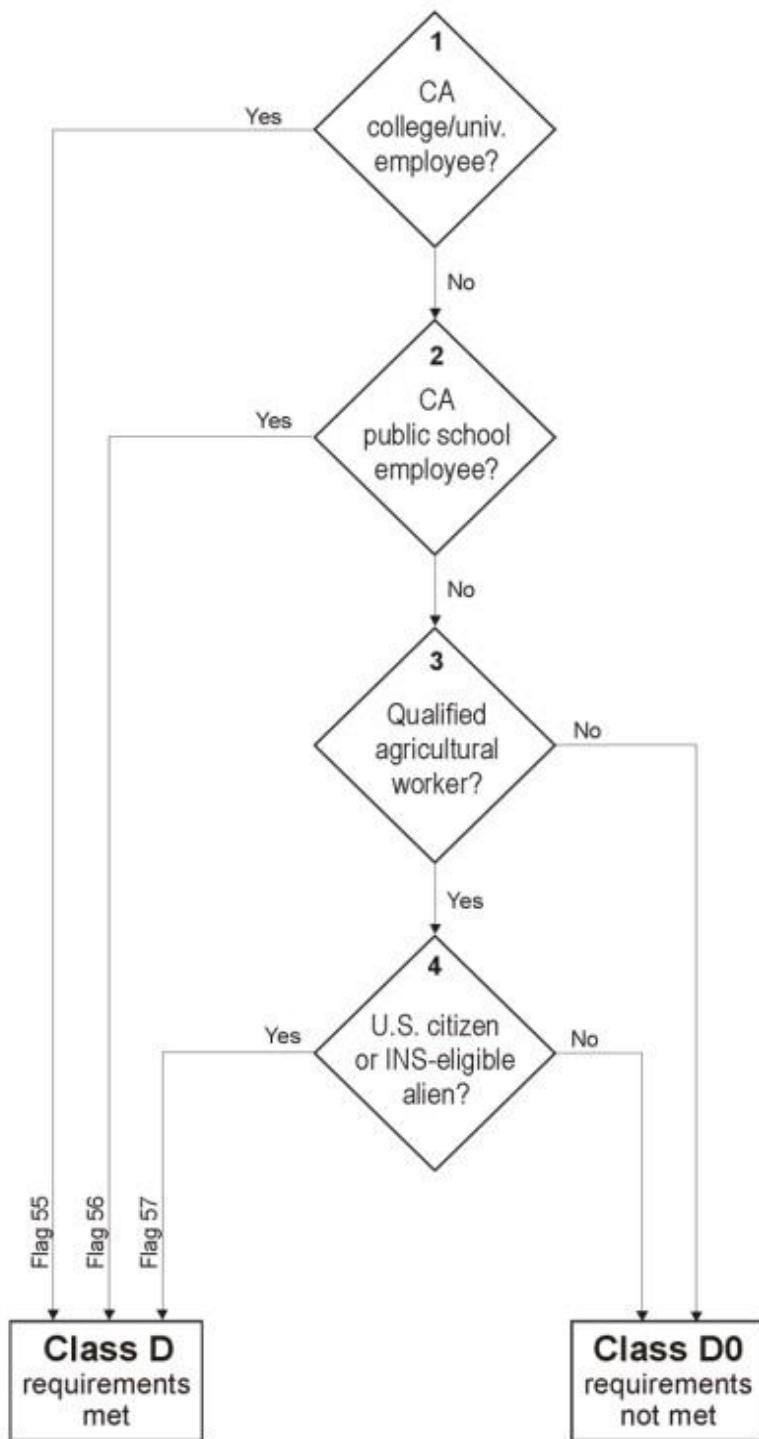 1
CA
college/univ.
employee?
Yes
No
2
CA
public school
employee?
Yes
No
3
Qualified
agricultural
worker?
No
Yes
4
U.S. citizen
or INS-eligible
alien?
Yes
No
Flag 55
Flag 56
Flag 57
Class D
requirements
met
Class D0
requirements
not met